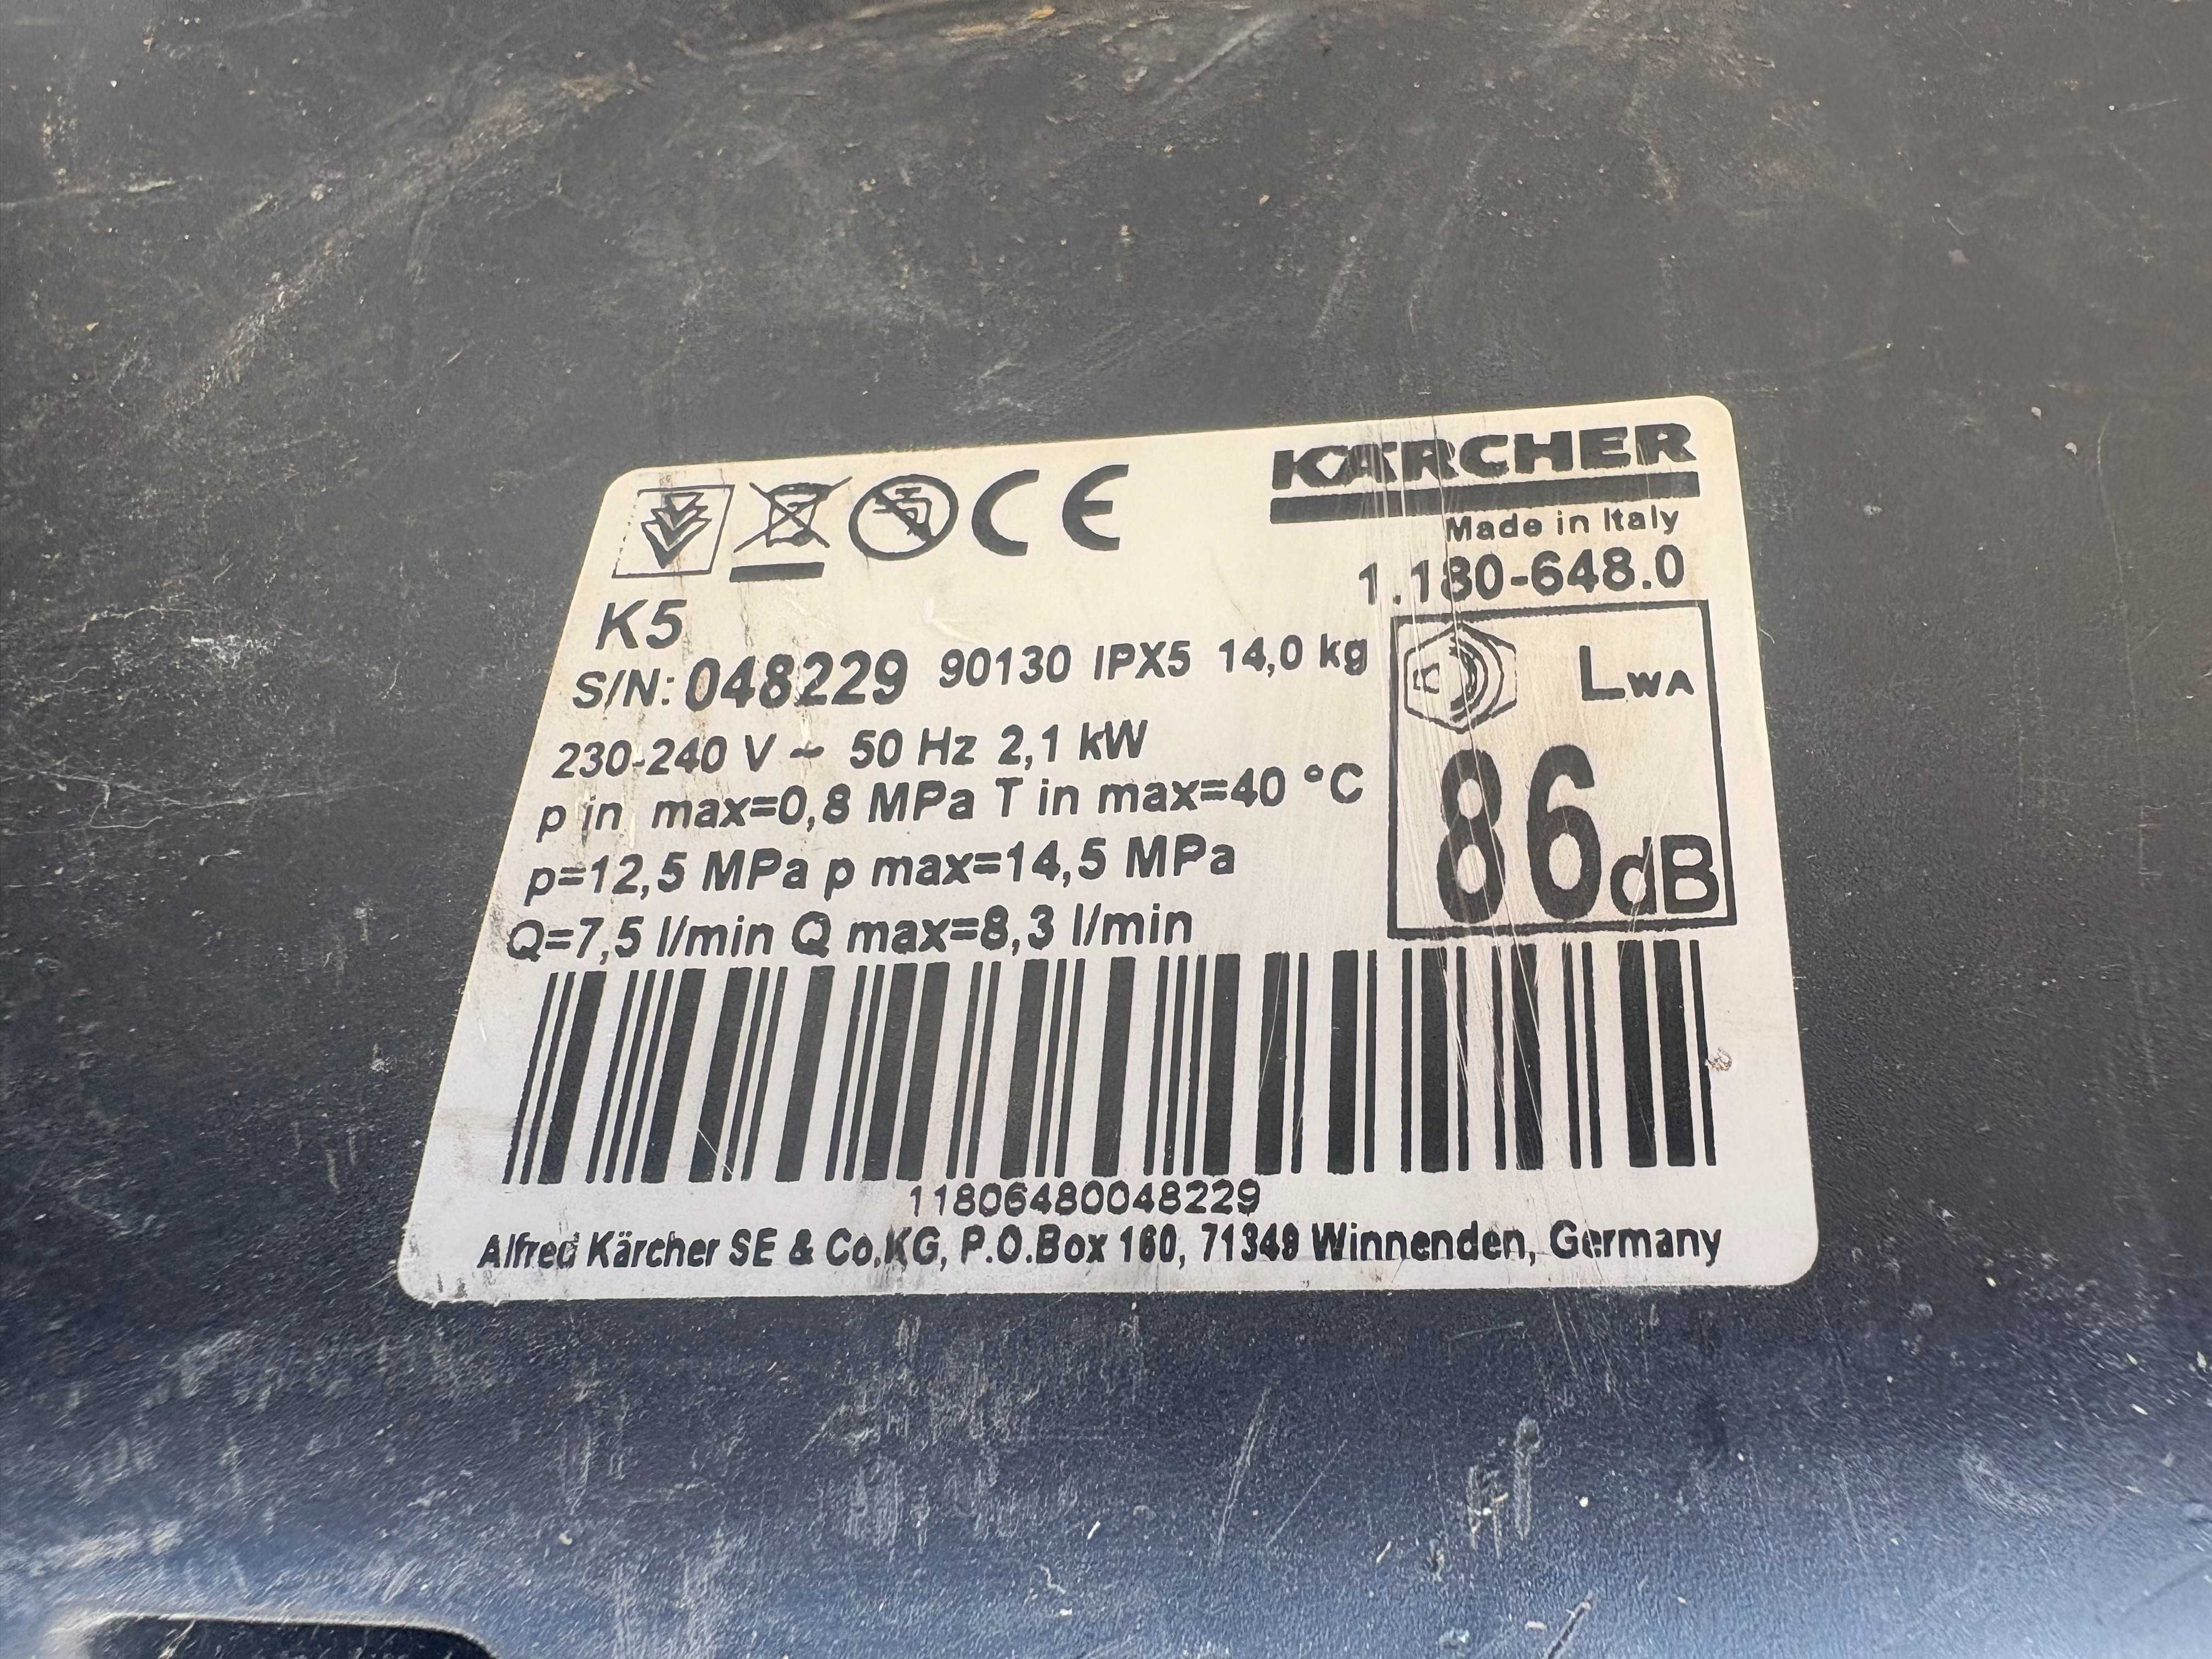 KÄRCHER
Made in Italy
1.180-648.0
K5
S/N: 048229 90130 IPX5 14,0 kg
LWA
230-240 V ~ 50 Hz 2,1 kW
p in max=0,8 MPa T in max=40 °C
86 dB
p=12,5 MPa p max=14,5 MPa
Q=7,5 l/min Q max=8,3 l/min
11806480048229
Alfred Kärcher SE & Co.KG, P.O.Box 160, 71349 Winnenden, Germany